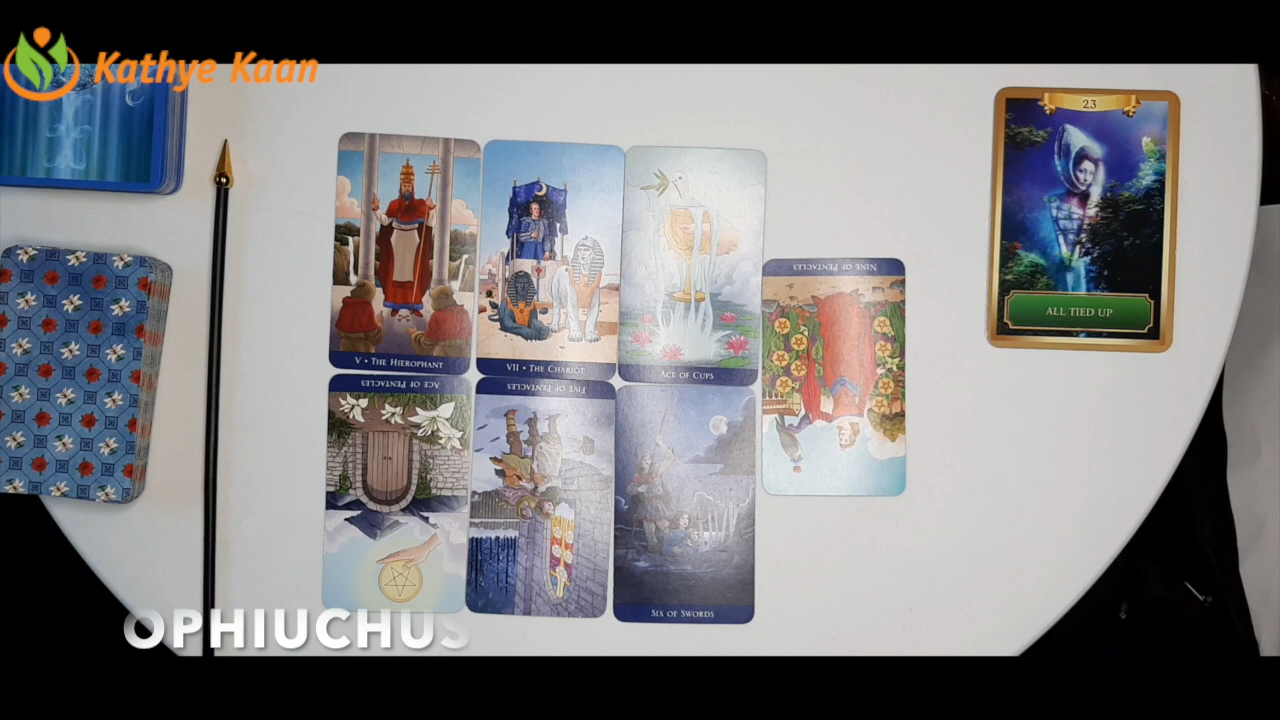 Kathye Kaan
23
ALL TIED UP
V • THE HIEROPHANT
VII • THE CHARIOT
ACE OF CUPS
NINE OF PENTACLES
ACE OF PENTACLES
FIVE OF PENTACLES
SIX OF SWORDS
OPHIUCHUS